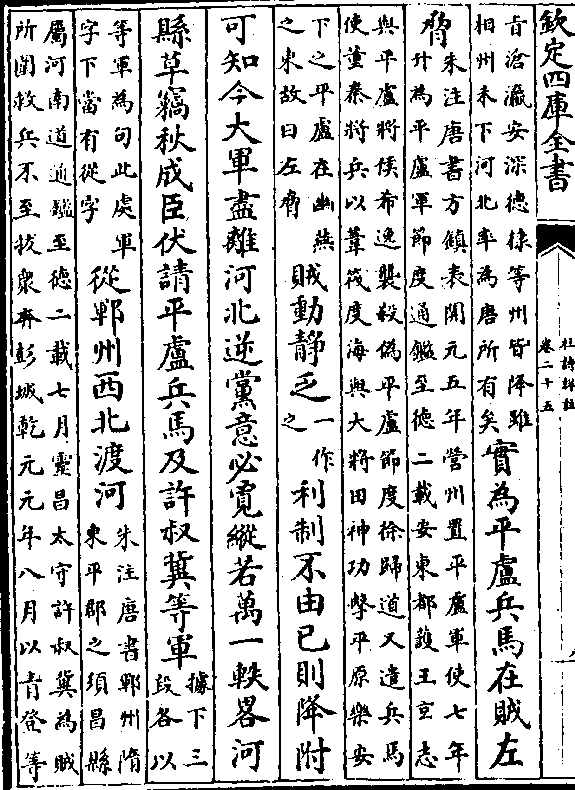 欽定四庫全書
杜詩詳註
卷二十五
青滄瀛安深德棣等州皆降雖
相州未下河北率為唐所有矣
實為平盧兵馬在賊左
脅
朱注唐書方鎮表開元五年營州置平盧軍使七年
升為平盧軍節度通鑑至德二載安東都護王玄志
與平盧將侯希逸襲殺偽平盧節度徐歸道又遣兵馬
使董秦將兵以葦筏度海與大將田神功擊平原樂安
下之平盧在幽燕
之東故曰左脅
賊動靜乏
一作
之
利制不由已則降附
可知今大軍盡離河北逆黨意必寬縱若萬一軼畧河
縣草竊秋成臣伏請平盧兵馬及許叔冀等軍
據下三
段各以
等軍為句此處軍
字下當有從字
從鄆州西北渡河
朱注唐書鄆州隋
東平郡之須昌縣
屬河南道通鑑至德二載七月靈昌太守許叔冀為賊
所圍救兵不至拔衆奔彭城乾元元年八月以青登等